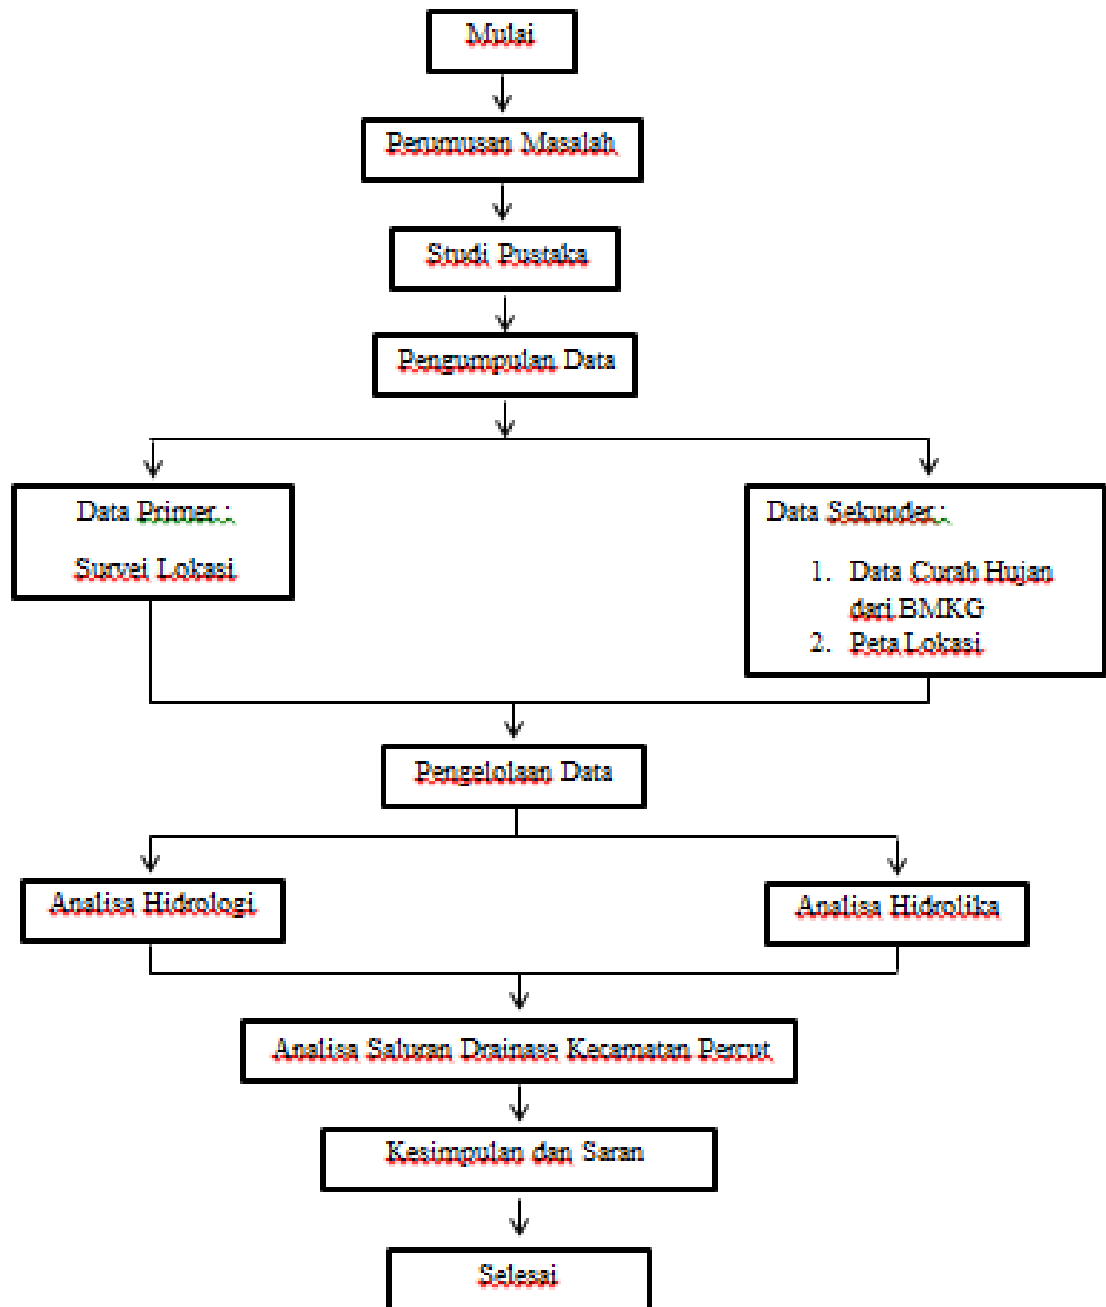 Mulai
Perumusan Masalah
Studi Pustaka
Pengumpulan Data
Data Primer :
Survei Lokasi
Data Sekunder :
1. Data Curah Hujan
dari BMKG
2. Peta Lokasi
Pengelolaan Data
Analisa Hidrologi
Analisa Hidrolika
Analisa Saluran Drainase Kecamatan Percut
Kesimpulan dan Saran
Selesai